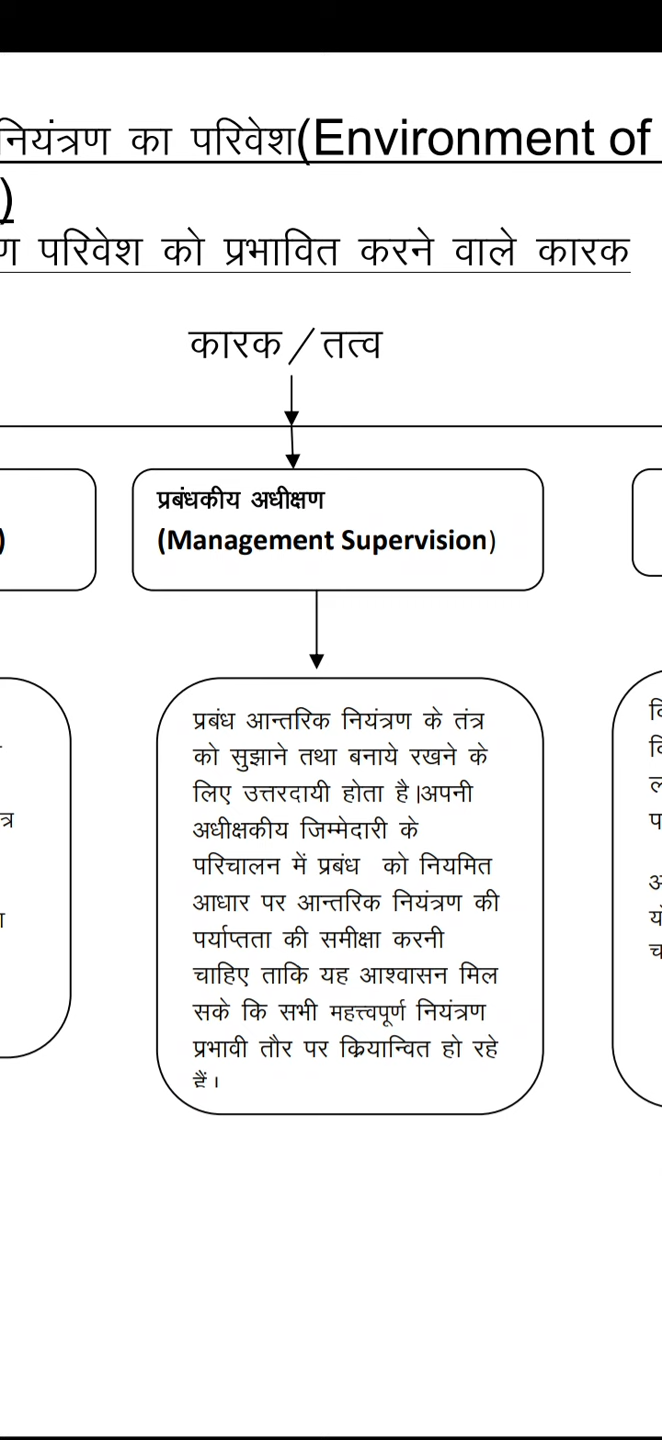 नियंत्रण का परिवेश(Environment of
)
ण परिवेश को प्रभावित करने वाले कारक
कारक/तत्व
)
प्रबंधकीय अधीक्षण
(Management Supervision)
प्रबंध आन्तरिक नियंत्रण के तंत्र
को सुझाने तथा बनाये रखने के
लिए उत्तरदायी होता है।अपनी
अधीक्षकीय जिम्मेदारी के
परिचालन में प्रबंध को नियमित
आधार पर आन्तरिक नियंत्रण की
पर्याप्तता की समीक्षा करनी
चाहिए ताकि यह आश्वासन मिल
सके कि सभी महत्त्वपूर्ण नियंत्रण
प्रभावी तौर पर क्रियान्वित हो रहे
हैं।